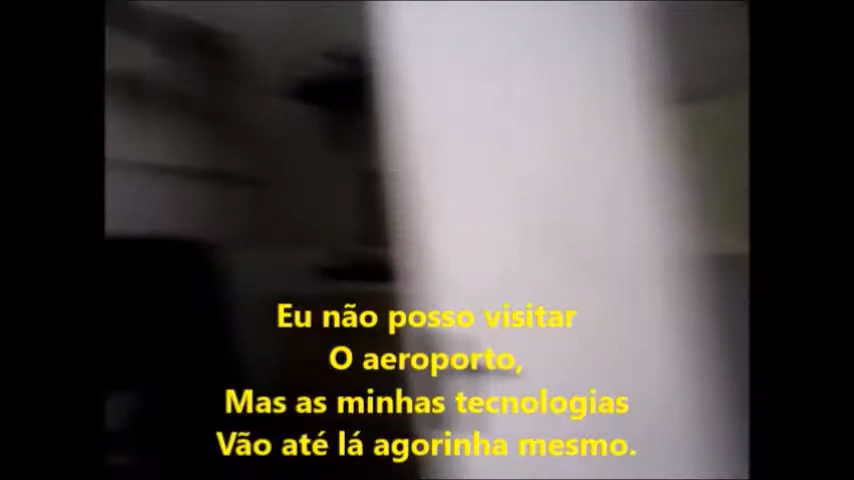 Eu não posso visitar
O aeroporto,
Mas as minhas tecnologias
Vão até lá agorinha mesmo.